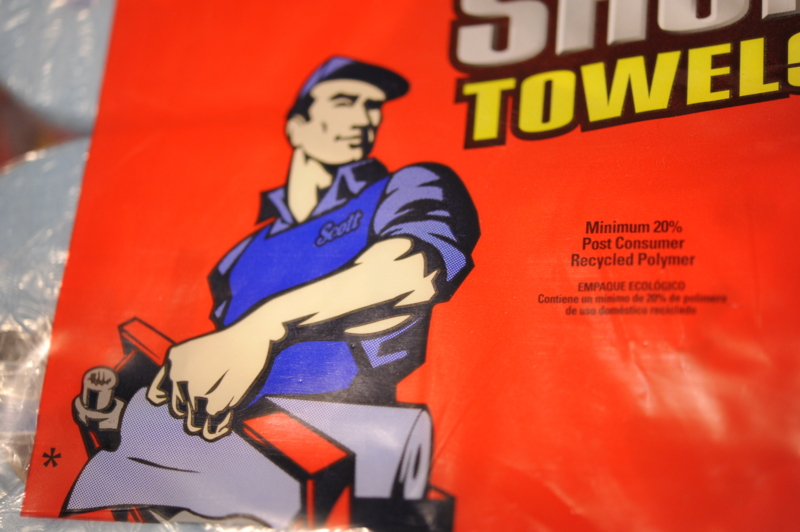 TOWELS
Scott
Minimum 20%
Post Consumer
Recycled Polymer
EMPAQUE ECOLÓGICO
Contiene un mínimo de 20% de polímero
de uso doméstico reciclado
*